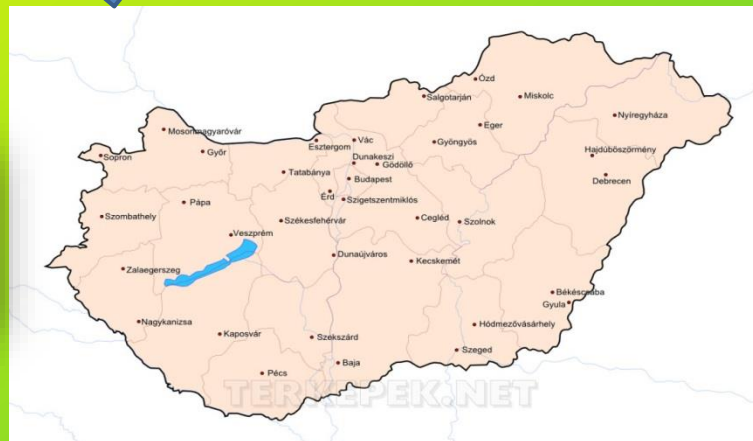 Ózd
Salgotarján
Miskolc
Nyíregyháza
Mosonmagyaróvár
Eger
Esztergom
Vác
Gyöngyös
Győr
Sopron
Dunakeszi
Gödöllő
Hajdúböszörmény
Tatabánya
Budapest
Debrecen
Érd
Szigetszentmiklós
Pápa
Szombathely
Székesfehérvár
Cegléd
Szolnok
Veszprém
Dunaújváros
Kecskemét
Zalaegerszeg
Békéscsaba
Gyula
Nagykanizsa
Kaposvár
Szekszárd
Hódmezővásárhely
Szeged
Baja
Pécs
TERKEPEK.NET